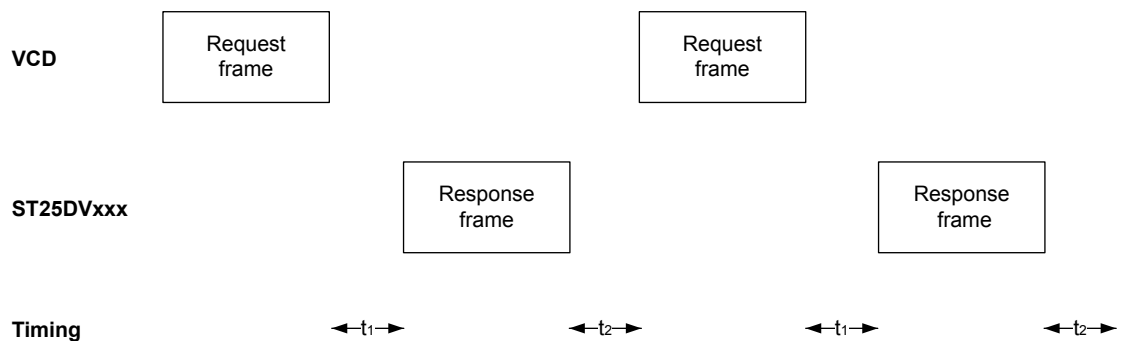 VCD
Request
frame
Request
frame
ST25DVxxx
Response
frame
Response
frame
Timing
t1
t2
t1
t2